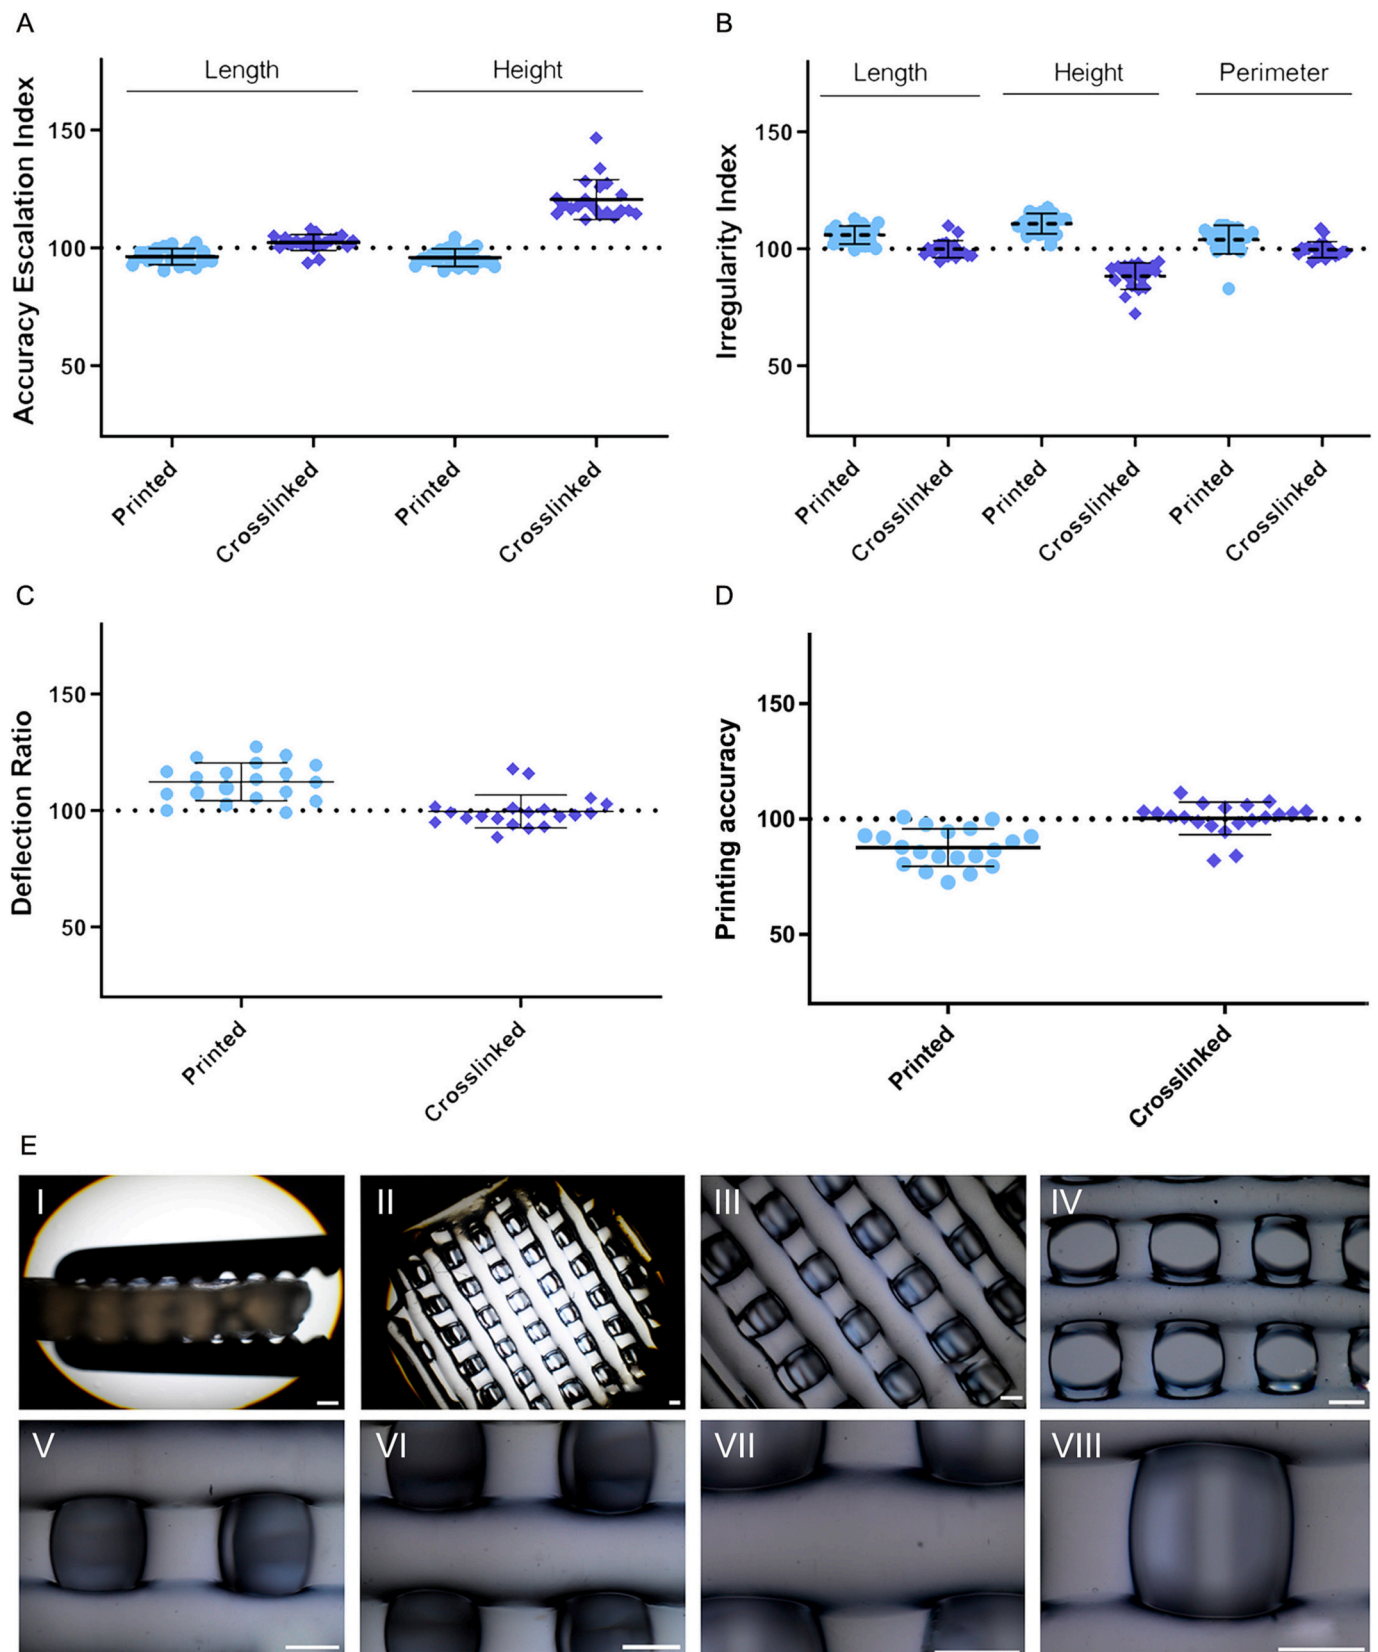 A
Accuracy Escalation Index
Length
Height
150
100
50
Printed
Crosslinked
Printed
Crosslinked
B
Irregularity Index
Length
Height
Perimeter
150
100
50
Printed
Crosslinked
Printed
Crosslinked
Printed
Crosslinked
C
Deflection Ratio
150
100
50
Printed
Crosslinked
D
Printing accuracy
150
100
50
Printed
Crosslinked
E
I
II
III
IV
V
VI
VII
VIII